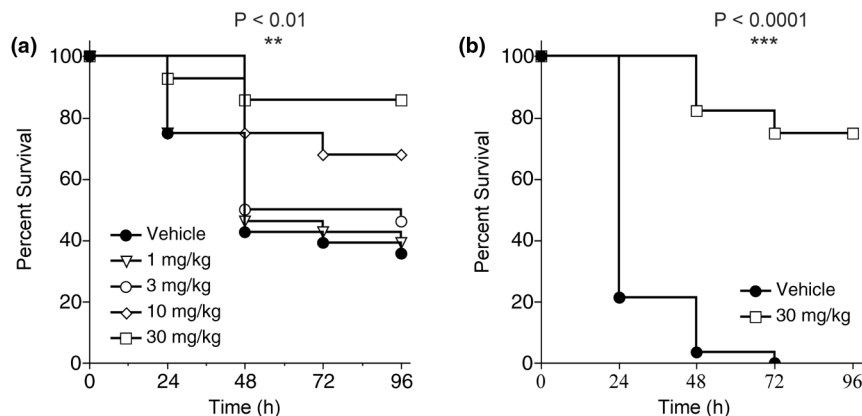 P < 0.01
**
(a)
100
80
60
40
20
0
Percent Survival
Vehicle
1 mg/kg
3 mg/kg
10 mg/kg
30 mg/kg
0 24 48 72 96
Time (h)
P < 0.0001
***
(b)
100
80
60
40
20
0
Percent Survival
Vehicle
30 mg/kg
0 24 48 72 96
Time (h)